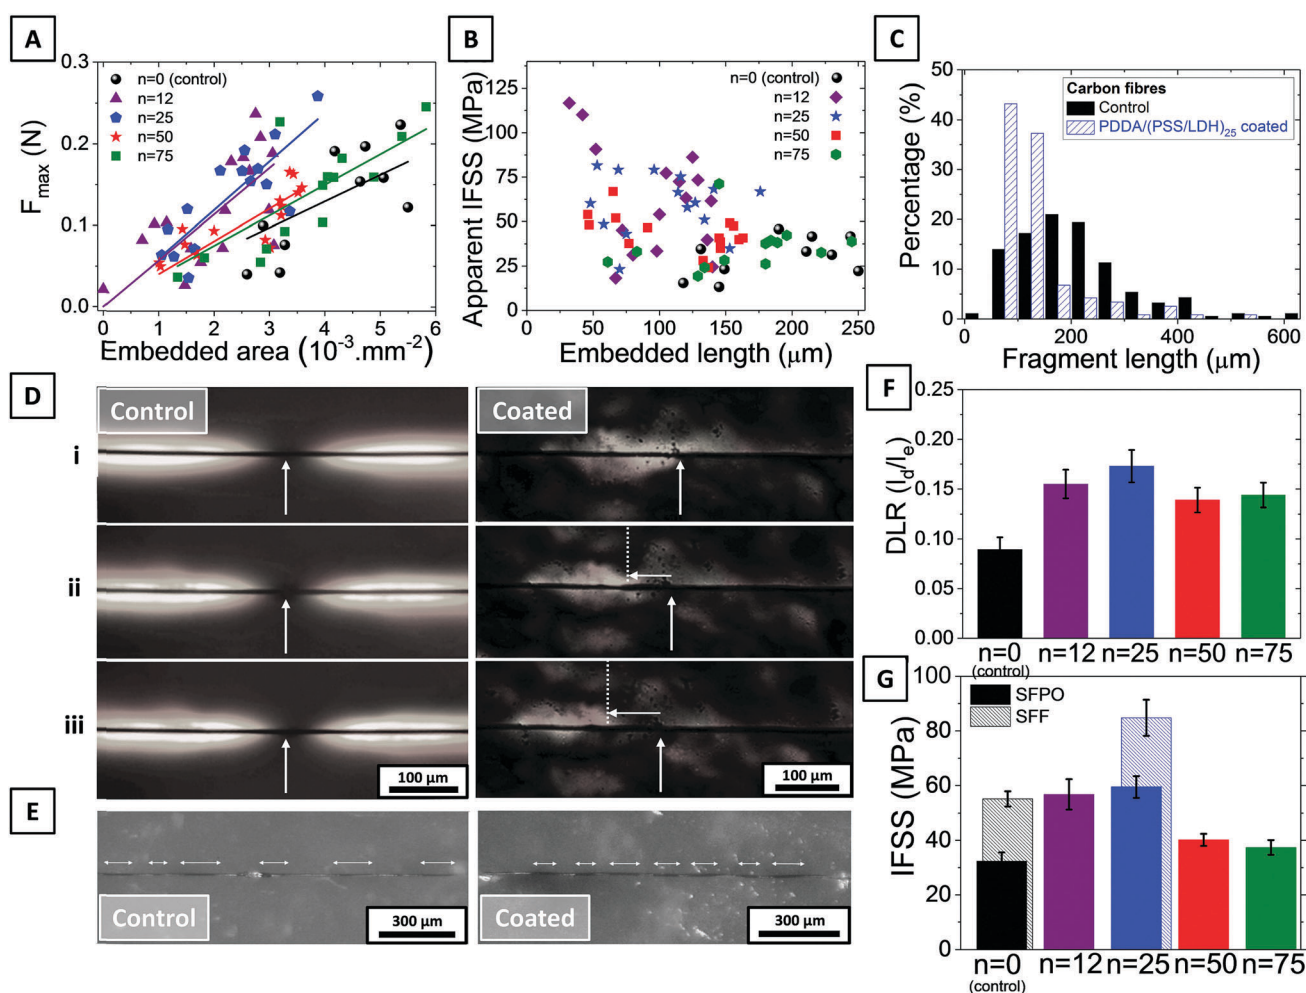 A
0.3
0.2
0.1
0.0
F_max (N)
n=0 (control)
n=12
n=25
n=50
n=75
0 1 2 3 4 5 6
Embedded area (10⁻³.mm⁻²)
B
125
100
75
50
25
0
Apparent IFSS (MPa)
n=0 (control)
n=12
n=25
n=50
n=75
0 50 100 150 200 250
Embedded length (µm)
C
50
40
30
20
10
0
Percentage (%)
Carbon fibres
Control
PDDA/(PSS/LDH)₂₅ coated
0 200 400 600
Fragment length (µm)
D
Control
Coated
i
ii
iii
100 µm
100 µm
E
Control
300 µm
Coated
300 µm
F
0.25
0.20
0.15
0.10
0.05
0.00
DLR (l_d/l_e)
n=0 n=12 n=25 n=50 n=75
(control)
G
100
80
60
40
20
0
IFSS (MPa)
SFPO
SFF
n=0 n=12 n=25 n=50 n=75
(control)